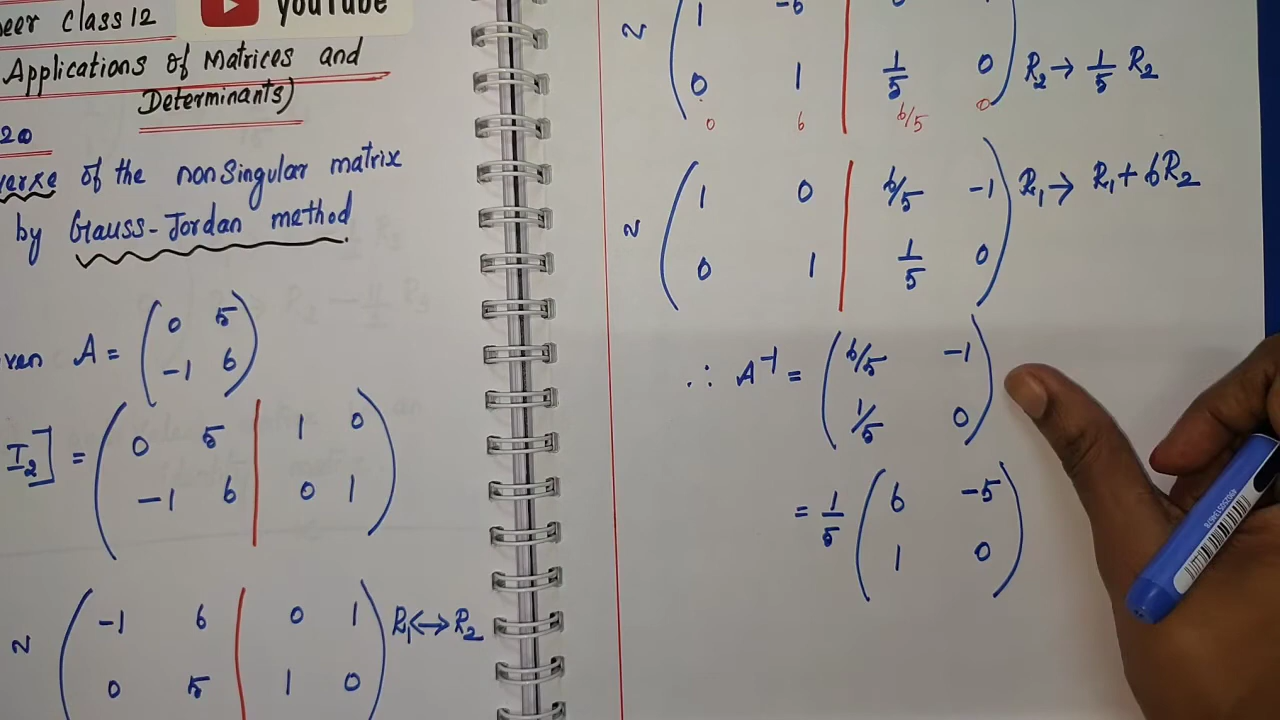 Class 12
YouTube
Applications of Matrices and
Determinants)
of the nonsingular matrix
by Gauss-Jordan method
A = ( 0 5
-1 6 )
I₂] = ( 0 5 | 1 0
-1 6 | 0 1 )
~ ( -1 6 | 0 1 R₁ ↔ R₂
0 5 | 1 0
~ ( 1 -6
0 1 | 1/5 0 ) R₂ → 1/5 R₂
0 6 6/5 0
~ ( 1 0 | 6/5 -1 R₁ → R₁ + 6R₂
0 1 | 1/5 0 )
∴ A⁻¹ = ( 6/5 -1
1/5 0 )
= 1/5 ( 6 -5
1 0 )